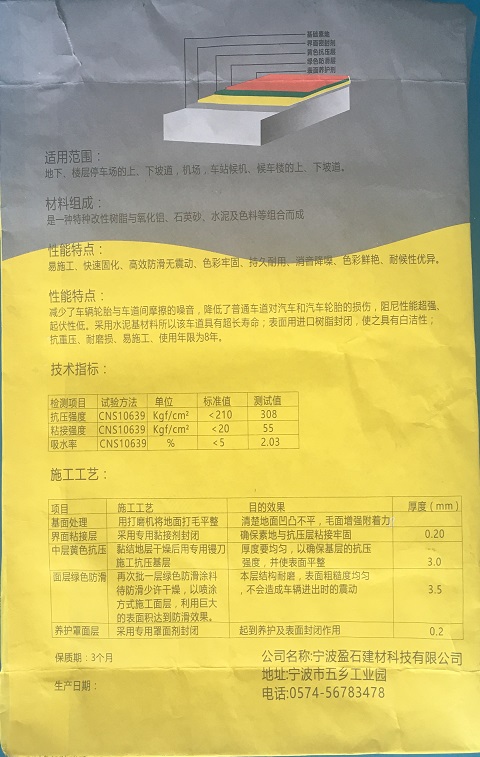 基础素面
界面密封剂
黄色抗压层
绿色防滑层
罩面养护剂
适用范围：
地下、楼层停车场的上、下坡道，机场，车站候机、候车楼的上、下坡道。
材料组成：
是一种特种改性树脂与氧化铝、石英砂、水泥及色料等组合而成
性能特点：
易施工、快速固化、高效防滑无震动、色彩牢固、持久耐用、消音降噪、色彩鲜艳、耐候性优异。
性能特点：
减少了车辆轮胎与车道间摩擦的噪音，降低了普通车道对汽车和汽车轮胎的损伤，阻尼性能超强、
起伏性低。采用水泥基材料所以该车道具有超长寿命；表面用进口树脂封闭，使之具有自洁性；
抗重压、耐磨损、易施工、使用年限为8年。
技术指标：
检测项目 试验方法 单位 标准值 测试值
抗压强度 CNS10639 Kgf/cm² <210 308
粘接强度 CNS10639 Kgf/cm² <20 55
吸水率 CNS10639 % <5 2.03
施工工艺：
项目 施工工艺 目的效果 厚度（mm）
基面处理 用打磨机将地面打毛平整 清楚地面凹凸不平，毛面增强附着力
界面粘接层 采用专用黏接剂封闭 确保素地与抗压层粘接牢固 0.20
中层黄色抗压 黏结地层干燥后用专用镘刀 厚度要均匀，以确保基层的抗压
施工抗压基层 强度，并使表面平整 3.0
面层绿色防滑 再次批一层绿色防滑涂料 本层结构耐磨，表面粗糙度均匀
待防滑少许干燥，以喷涂 ，不会造成车辆进出时的震动 3.5
方式施工面层，利用巨大
的表面积达到防滑效果。
养护罩面层 采用专用罩面剂封闭 起到养护及表面封闭作用 0.2
保质期：3个月
生产日期：
公司名称:宁波盈石建材科技有限公司
地址:宁波市五乡工业园
电话:0574-56783478